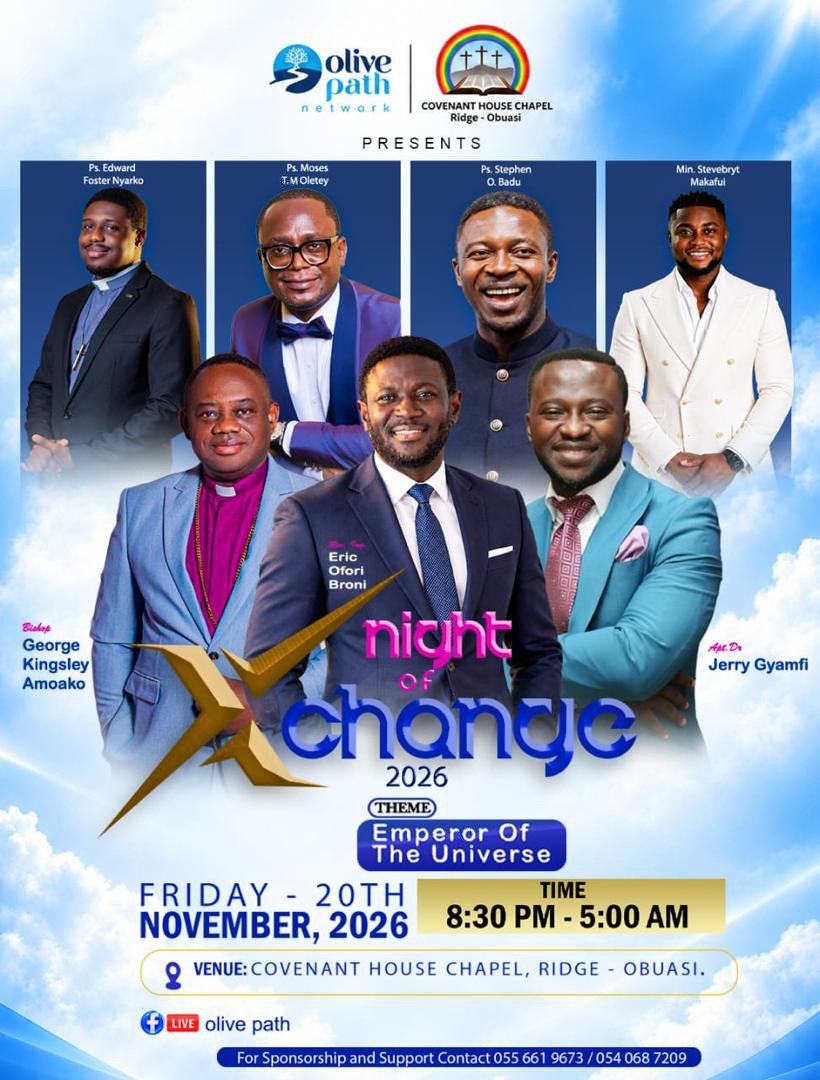 olive
path
network
COVENANT HOUSE CHAPEL
Ridge - Obuasi
PRESENTS
Ps. Edward
Foster Nyarko
Ps. Moses
T. M Oletey
Ps. Stephen
O. Badu
Min. Stevebryt
Makafui
Rev. Ing.
Eric
Ofori
Broni
Bishop
George
Kingsley
Amoako
Apt. Dr
Jerry Gyamfi
night
of
Xchange
2026
THEME
Emperor Of
The Universe
FRIDAY - 20TH
NOVEMBER, 2026
TIME
8:30 PM - 5:00 AM
VENUE: COVENANT HOUSE CHAPEL, RIDGE - OBUASI.
LIVE olive path
For Sponsorship and Support Contact 055 661 9673 / 054 068 7209